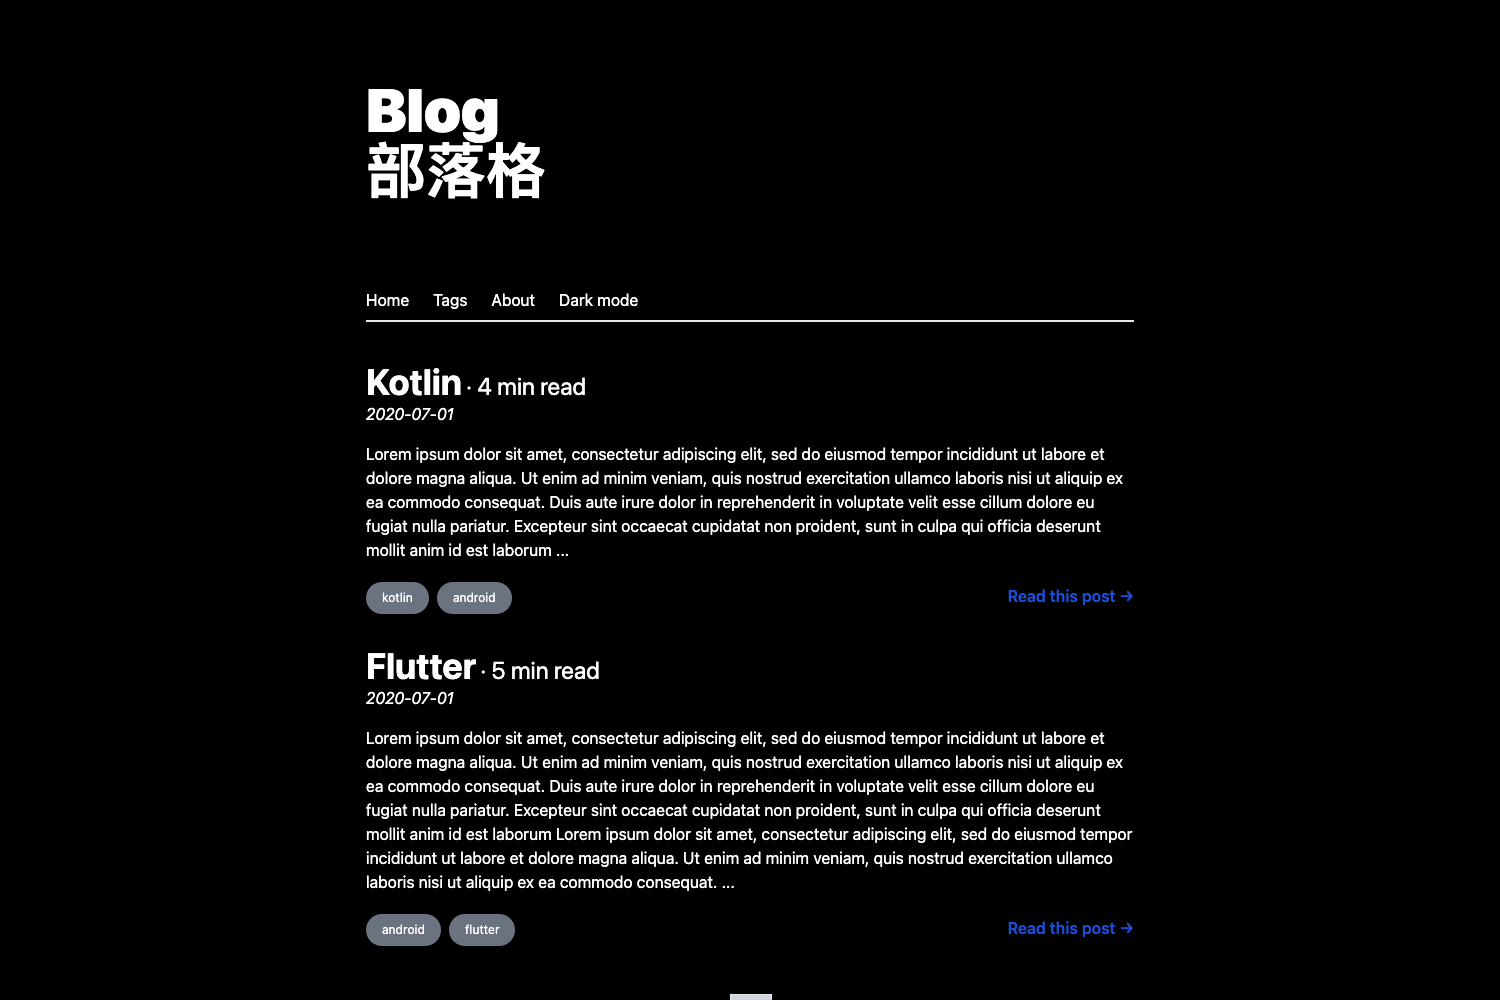 Blog
部落格
Home Tags About Dark mode
Kotlin · 4 min read
2020-07-01
Lorem ipsum dolor sit amet, consectetur adipiscing elit, sed do eiusmod tempor incididunt ut labore et
dolore magna aliqua. Ut enim ad minim veniam, quis nostrud exercitation ullamco laboris nisi ut aliquip ex
ea commodo consequat. Duis aute irure dolor in reprehenderit in voluptate velit esse cillum dolore eu
fugiat nulla pariatur. Excepteur sint occaecat cupidatat non proident, sunt in culpa qui officia deserunt
mollit anim id est laborum ...
kotlin android Read this post →
Flutter · 5 min read
2020-07-01
Lorem ipsum dolor sit amet, consectetur adipiscing elit, sed do eiusmod tempor incididunt ut labore et
dolore magna aliqua. Ut enim ad minim veniam, quis nostrud exercitation ullamco laboris nisi ut aliquip ex
ea commodo consequat. Duis aute irure dolor in reprehenderit in voluptate velit esse cillum dolore eu
fugiat nulla pariatur. Excepteur sint occaecat cupidatat non proident, sunt in culpa qui officia deserunt
mollit anim id est laborum Lorem ipsum dolor sit amet, consectetur adipiscing elit, sed do eiusmod tempor
incididunt ut labore et dolore magna aliqua. Ut enim ad minim veniam, quis nostrud exercitation ullamco
laboris nisi ut aliquip ex ea commodo consequat. ...
android flutter Read this post →